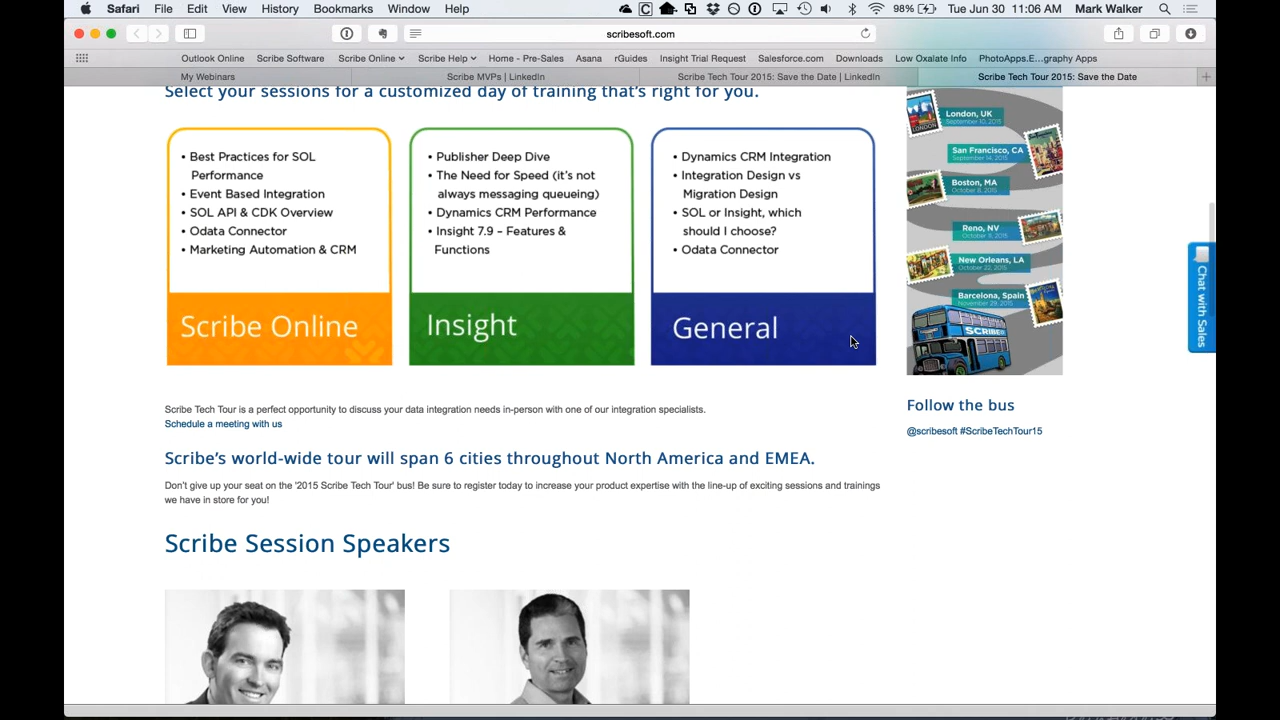 Safari File Edit View History Bookmarks Window Help 98% Tue Jun 30 11:06 AM Mark Walker
scribesoft.com
Outlook Online Scribe Software Scribe Online Scribe Help Home - Pre-Sales Asana rGuides Insight Trial Request Salesforce.com Downloads Low Oxalate Info PhotoApps.E...graphy Apps
My Webinars Scribe MVPs | LinkedIn Scribe Tech Tour 2015: Save the Date | LinkedIn Scribe Tech Tour 2015: Save the Date
Select your sessions for a customized day of training that's right for you.
• Best Practices for SOL
Performance
• Event Based Integration
• SOL API & CDK Overview
• Odata Connector
• Marketing Automation & CRM
Scribe Online
• Publisher Deep Dive
• The Need for Speed (it's not
always messaging queueing)
• Dynamics CRM Performance
• Insight 7.9 – Features &
Functions
Insight
• Dynamics CRM Integration
• Integration Design vs
Migration Design
• SOL or Insight, which
should I choose?
• Odata Connector
General
London, UK
September 10, 2015
San Francisco, CA
September 14, 2015
Boston, MA
October 8, 2015
Reno, NV
New Orleans, LA
October 22, 2015
Barcelona, Spain
November 29, 2015
SCRIBE
Chat with Sales
Follow the bus
@scribesoft #ScribeTechTour15
Scribe Tech Tour is a perfect opportunity to discuss your data integration needs in-person with one of our integration specialists.
Schedule a meeting with us
Scribe's world-wide tour will span 6 cities throughout North America and EMEA.
Don't give up your seat on the '2015 Scribe Tech Tour' bus! Be sure to register today to increase your product expertise with the line-up of exciting sessions and trainings
we have in store for you!
Scribe Session Speakers